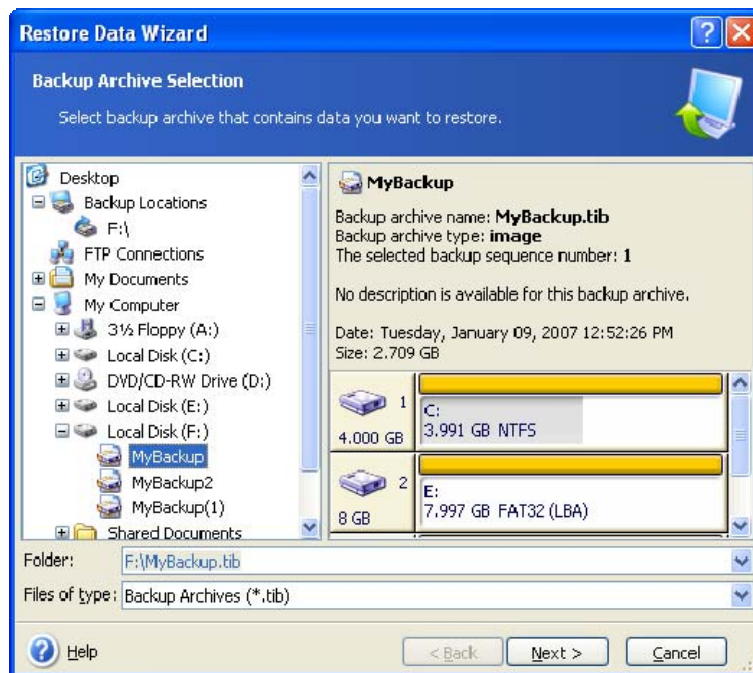 Restore Data Wizard
Backup Archive Selection
Select backup archive that contains data you want to restore.
Desktop
Backup Locations
F:\
FTP Connections
My Documents
My Computer
3½ Floppy (A:)
Local Disk (C:)
DVD/CD-RW Drive (D:)
Local Disk (E:)
Local Disk (F:)
MyBackup
MyBackup2
MyBackup(1)
Shared Documents
MyBackup
Backup archive name: MyBackup.tib
Backup archive type: image
The selected backup sequence number: 1
No description is available for this backup archive.
Date: Tuesday, January 09, 2007 12:52:26 PM
Size: 2.709 GB
1
4.000 GB
C:
3.991 GB NTFS
2
8 GB
E:
7.997 GB FAT32 (LBA)
Folder: F:\MyBackup.tib
Files of type: Backup Archives (*.tib)
Help
< Back
Next >
Cancel